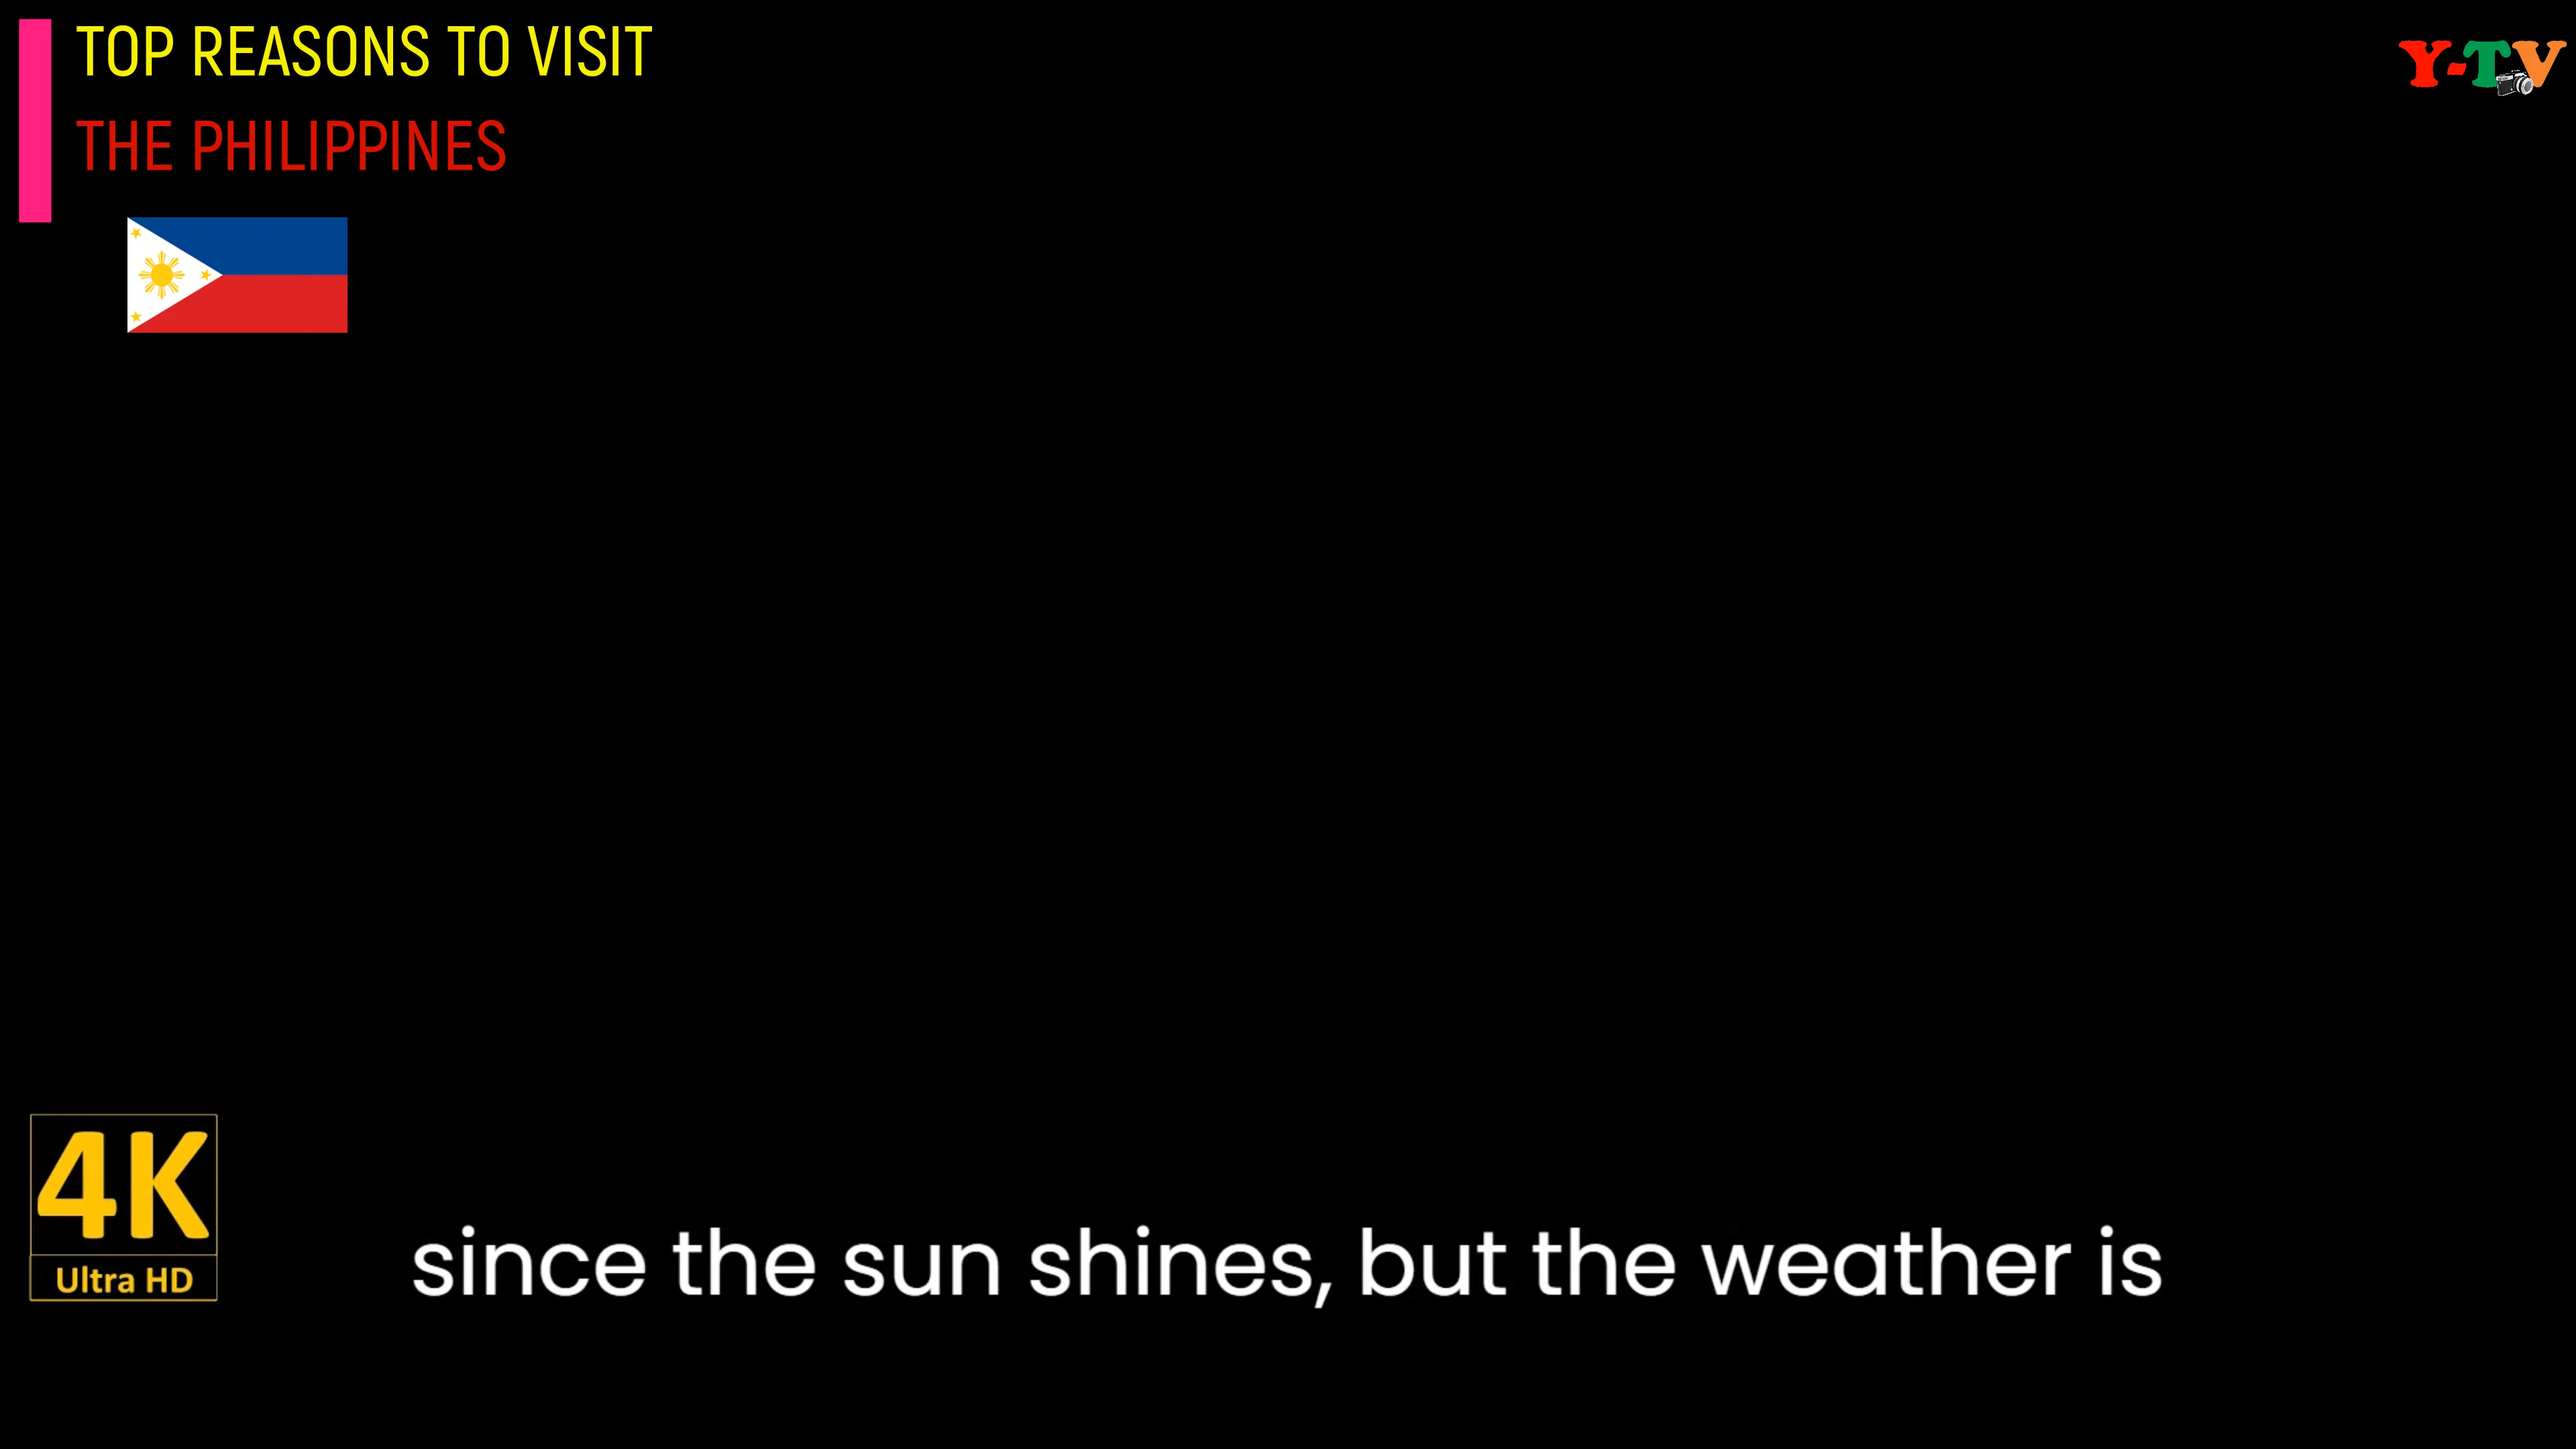 TOP REASONS TO VISIT
THE PHILIPPINES
Y-TV
4K
Ultra HD
since the sun shines, but the weather is